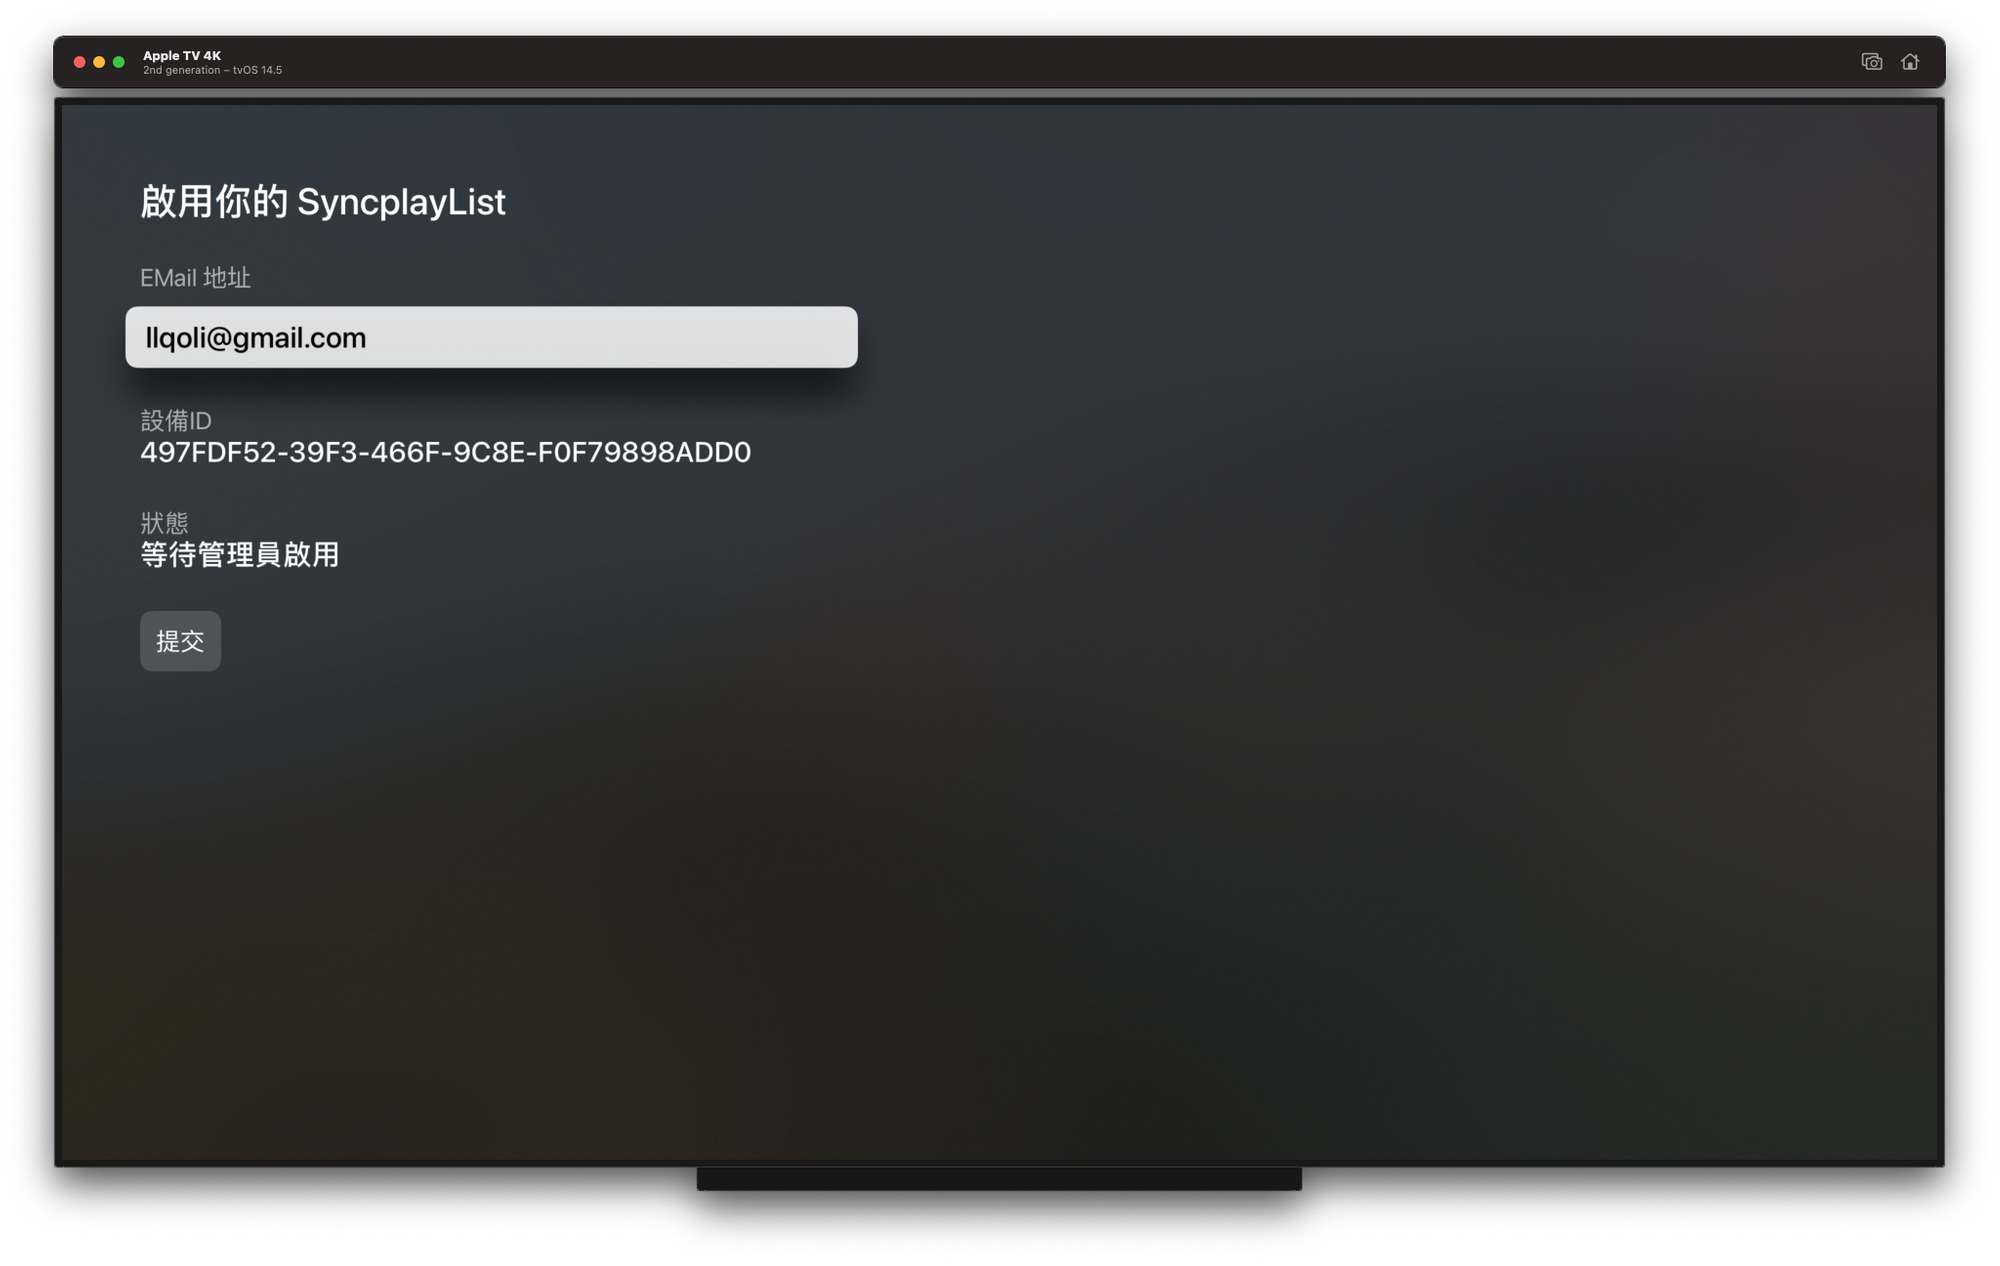 Apple TV 4K
2nd generation – tvOS 14.5
啟用你的 SyncplayList
EMail 地址
llqoli@gmail.com
設備ID
497FDF52-39F3-466F-9C8E-F0F79898ADD0
狀態
等待管理員啟用
提交